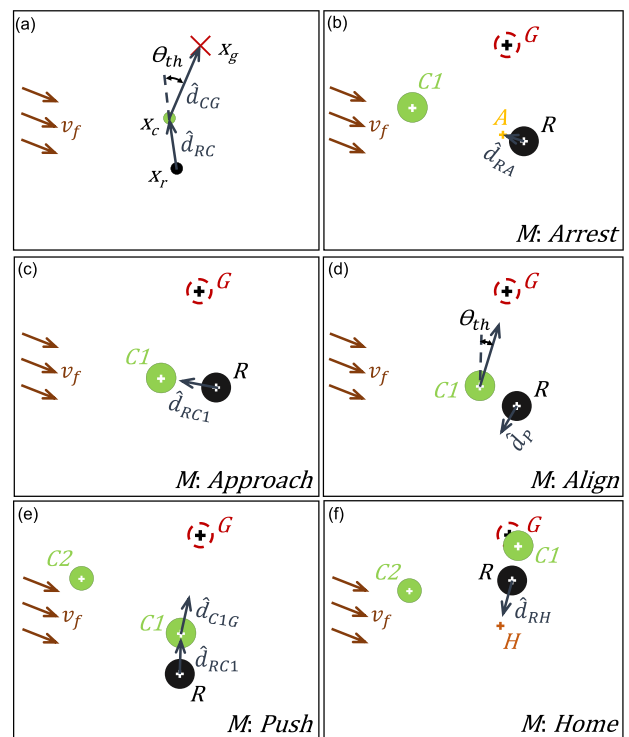 (a)
θ_th
x_g
d̂_CG
v_f
x_c
d̂_RC
x_r
(b)
G
C1
A
R
v_f
d̂_RA
M: Arrest
(c)
G
C1
R
v_f
d̂_RC1
M: Approach
(d)
G
θ_th
v_f
C1
R
d̂_P
M: Align
(e)
G
C2
v_f
d̂_C1G
C1
d̂_RC1
R
M: Push
(f)
G
C1
R
C2
v_f
d̂_RH
H
M: Home